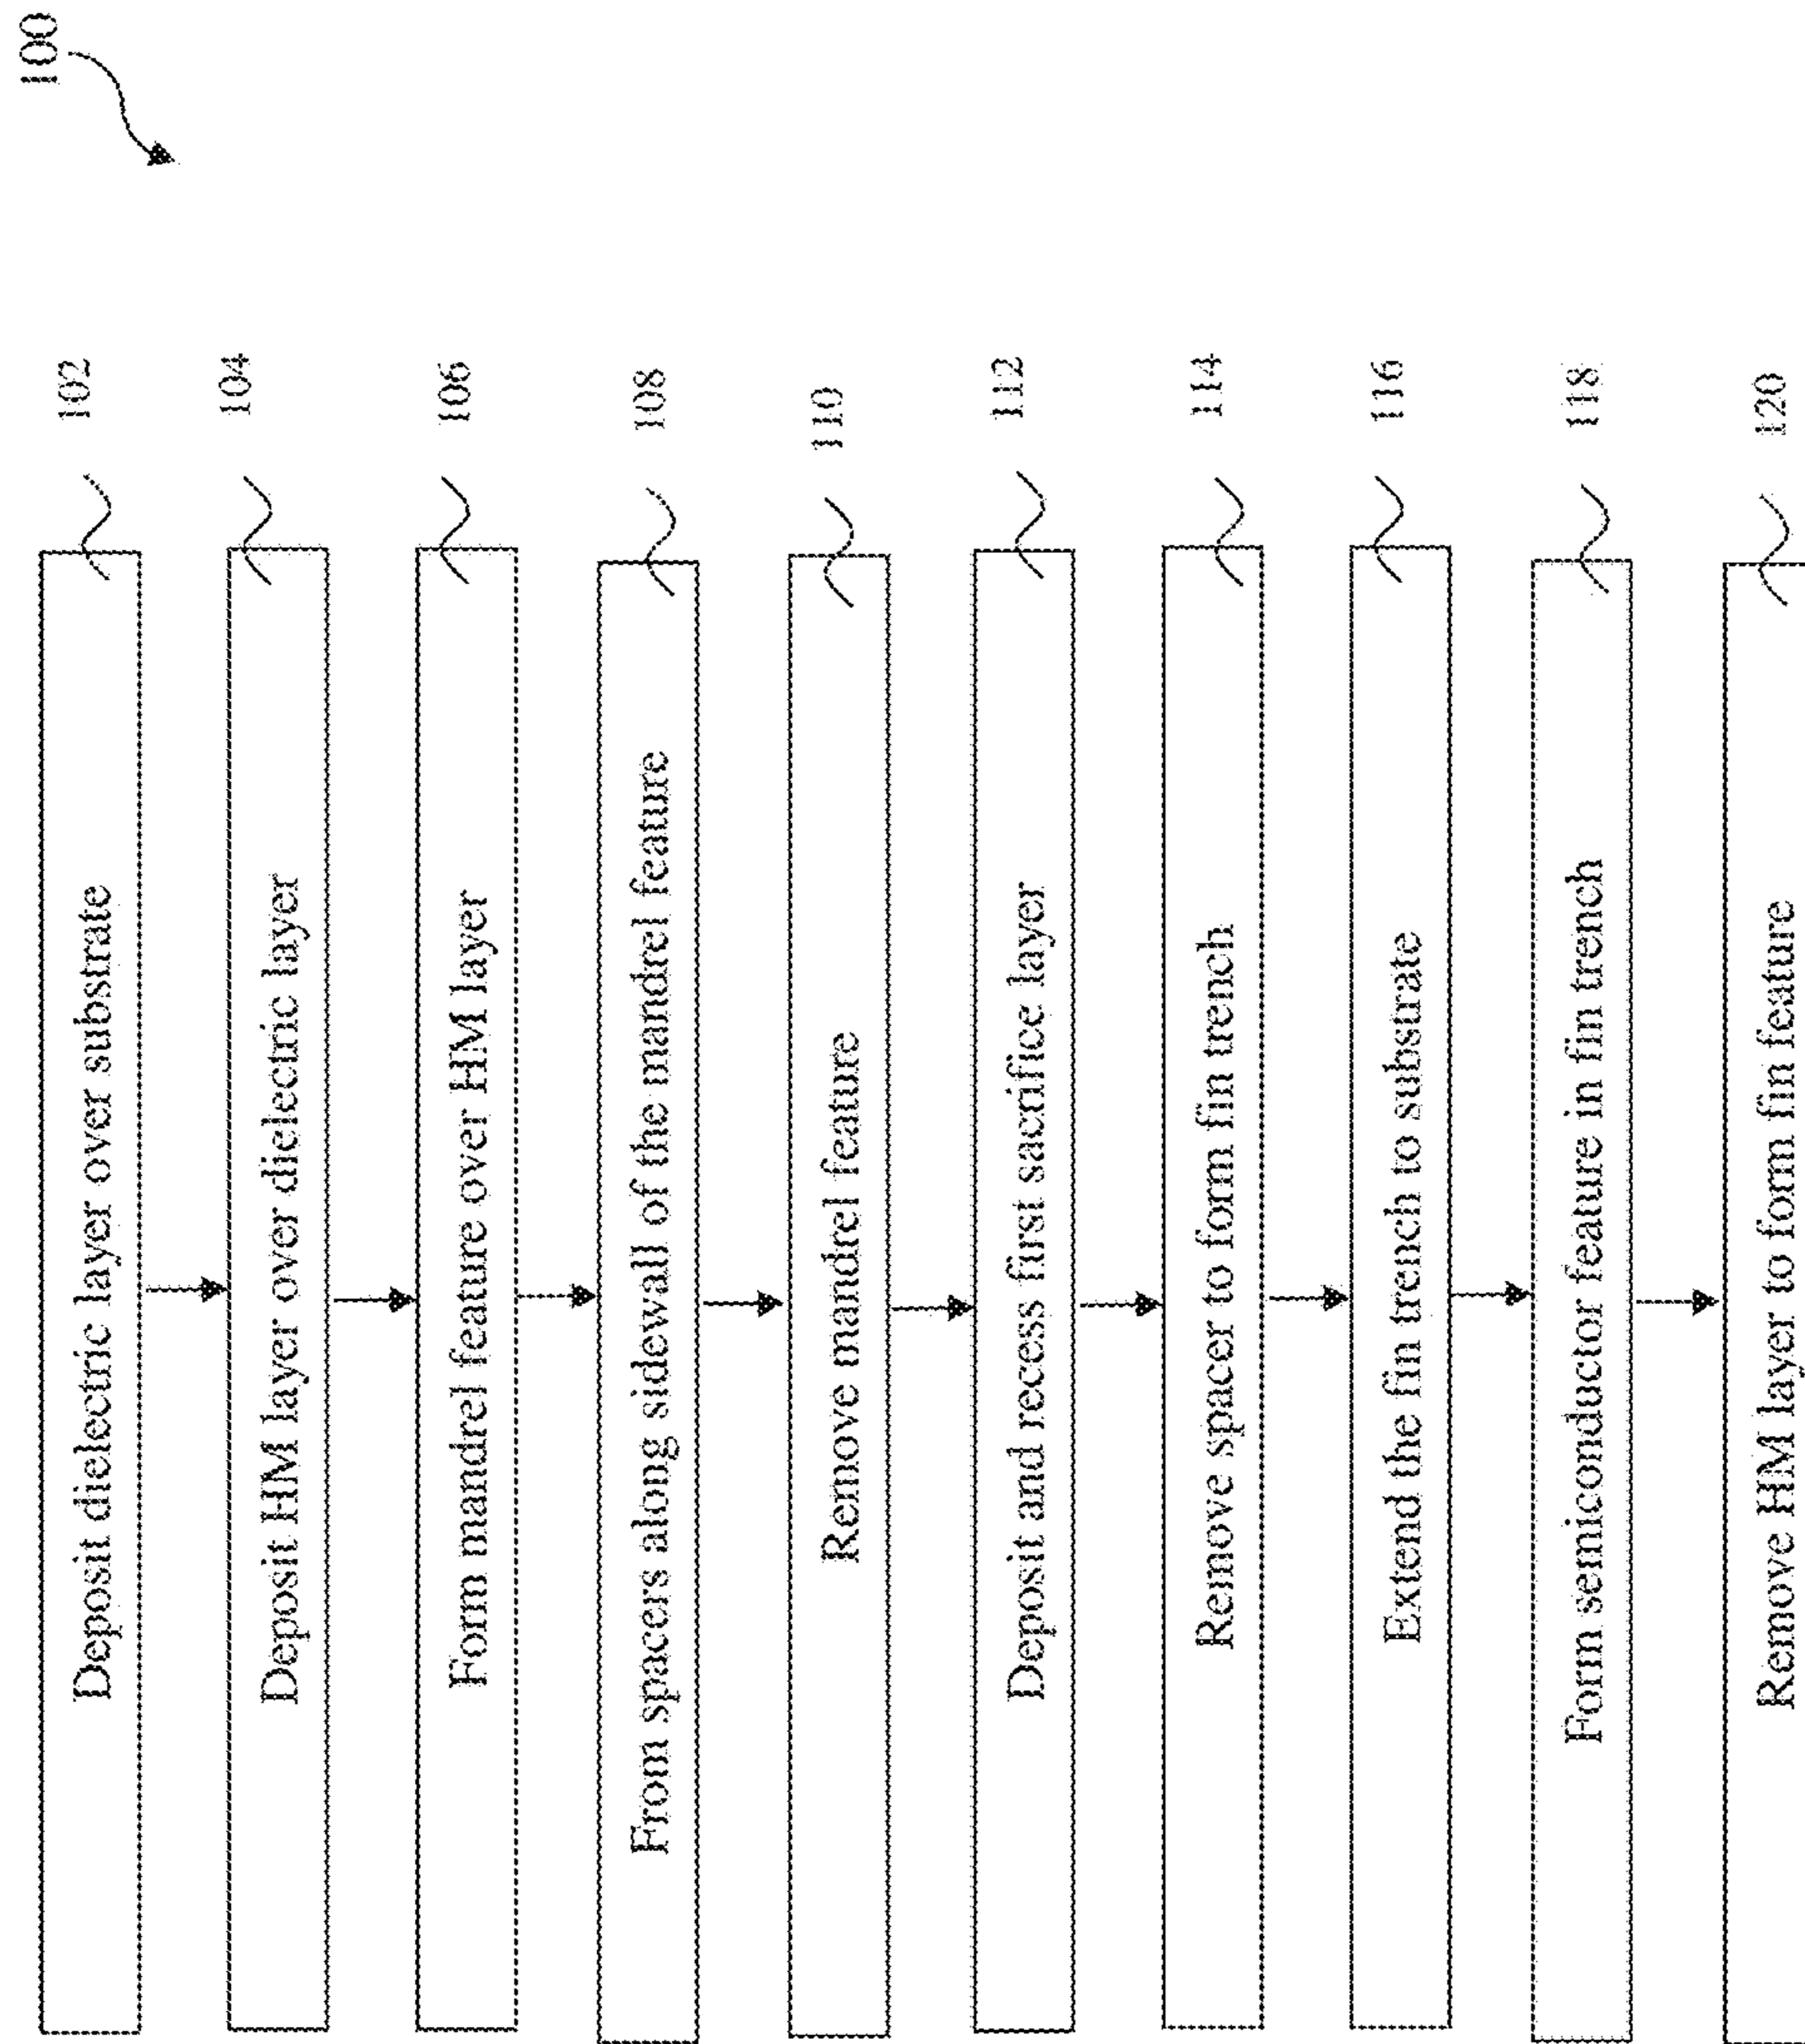 100
Deposit dielectric layer over substrate
102
Deposit HM layer over dielectric layer
104
Form mandrel feature over HM layer
106
From spacers along sidewall of the mandrel feature
108
Remove mandrel feature
110
Deposit and recess first sacrifice layer
112
Remove spacer to form fin trench
114
Extend the fin trench to substrate
116
Form semiconductor feature in fin trench
118
Remove HM layer to form fin feature
120